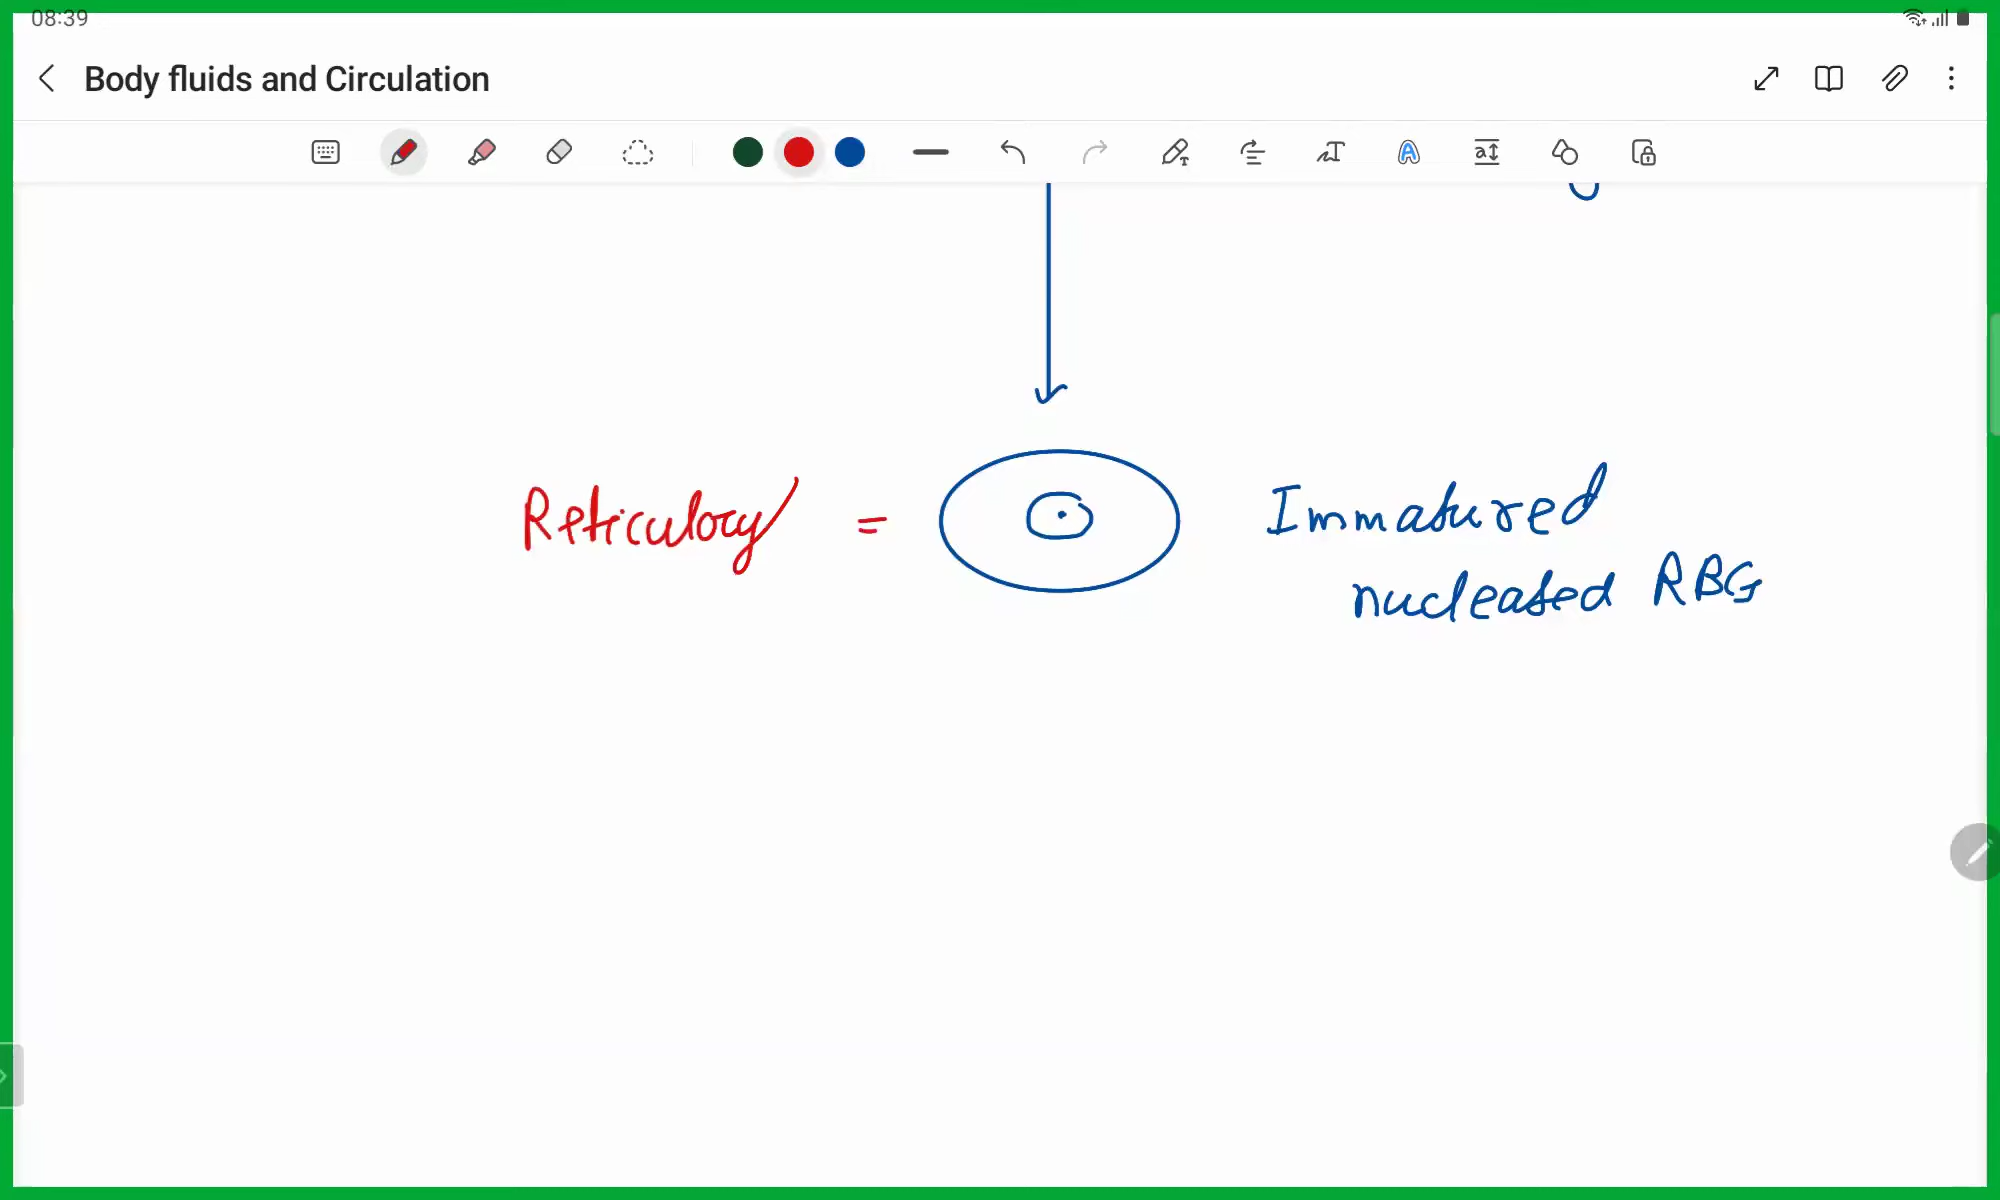 08:39
Body fluids and Circulation
Reticulocy =
Immatured
nucleated RBC